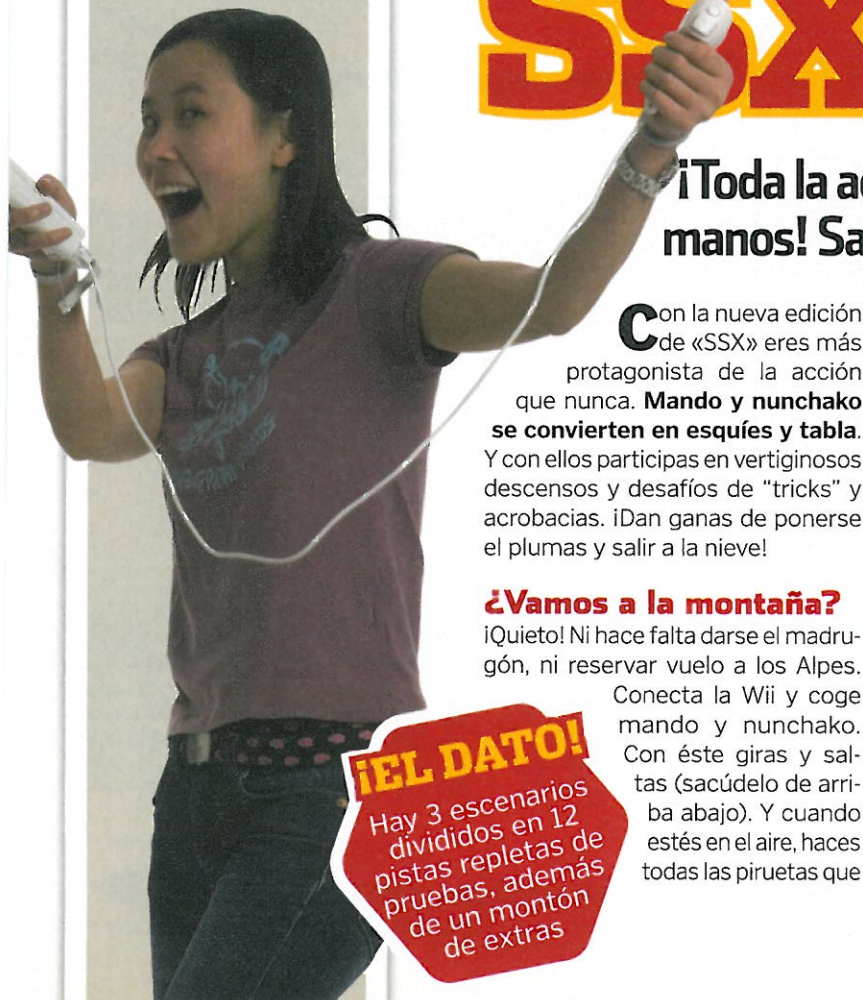 SSX
¡Toda la a
manos! Sa
Con la nueva edición
de «SSX» eres más
protagonista de la acción
que nunca. Mando y nunchako
se convierten en esquíes y tabla.
Y con ellos participas en vertiginosos
descensos y desafíos de "tricks" y
acrobacias. ¡Dan ganas de ponerse
el plumas y salir a la nieve!
¿Vamos a la montaña?
¡Quieto! Ni hace falta darse el madru-
gón, ni reservar vuelo a los Alpes.
Conecta la Wii y coge
mando y nunchako.
Con éste giras y sal-
tas (sacúdelo de arri-
ba abajo). Y cuando
estés en el aire, haces
todas las piruetas que
¡EL DATO!
Hay 3 escenarios
divididos en 12
pistas repletas de
pruebas, además
de un montón
de extras